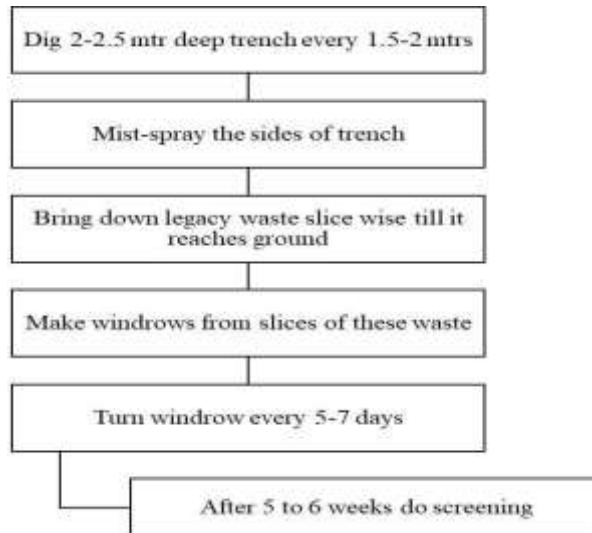 Dig 2-2.5 mtr deep trench every 1.5-2 mtrs
Mist-spray the sides of trench
Bring down legacy waste slice wise till it
reaches ground
Make windrows from slices of these waste
Turn windrow every 5-7 days
After 5 to 6 weeks do screening